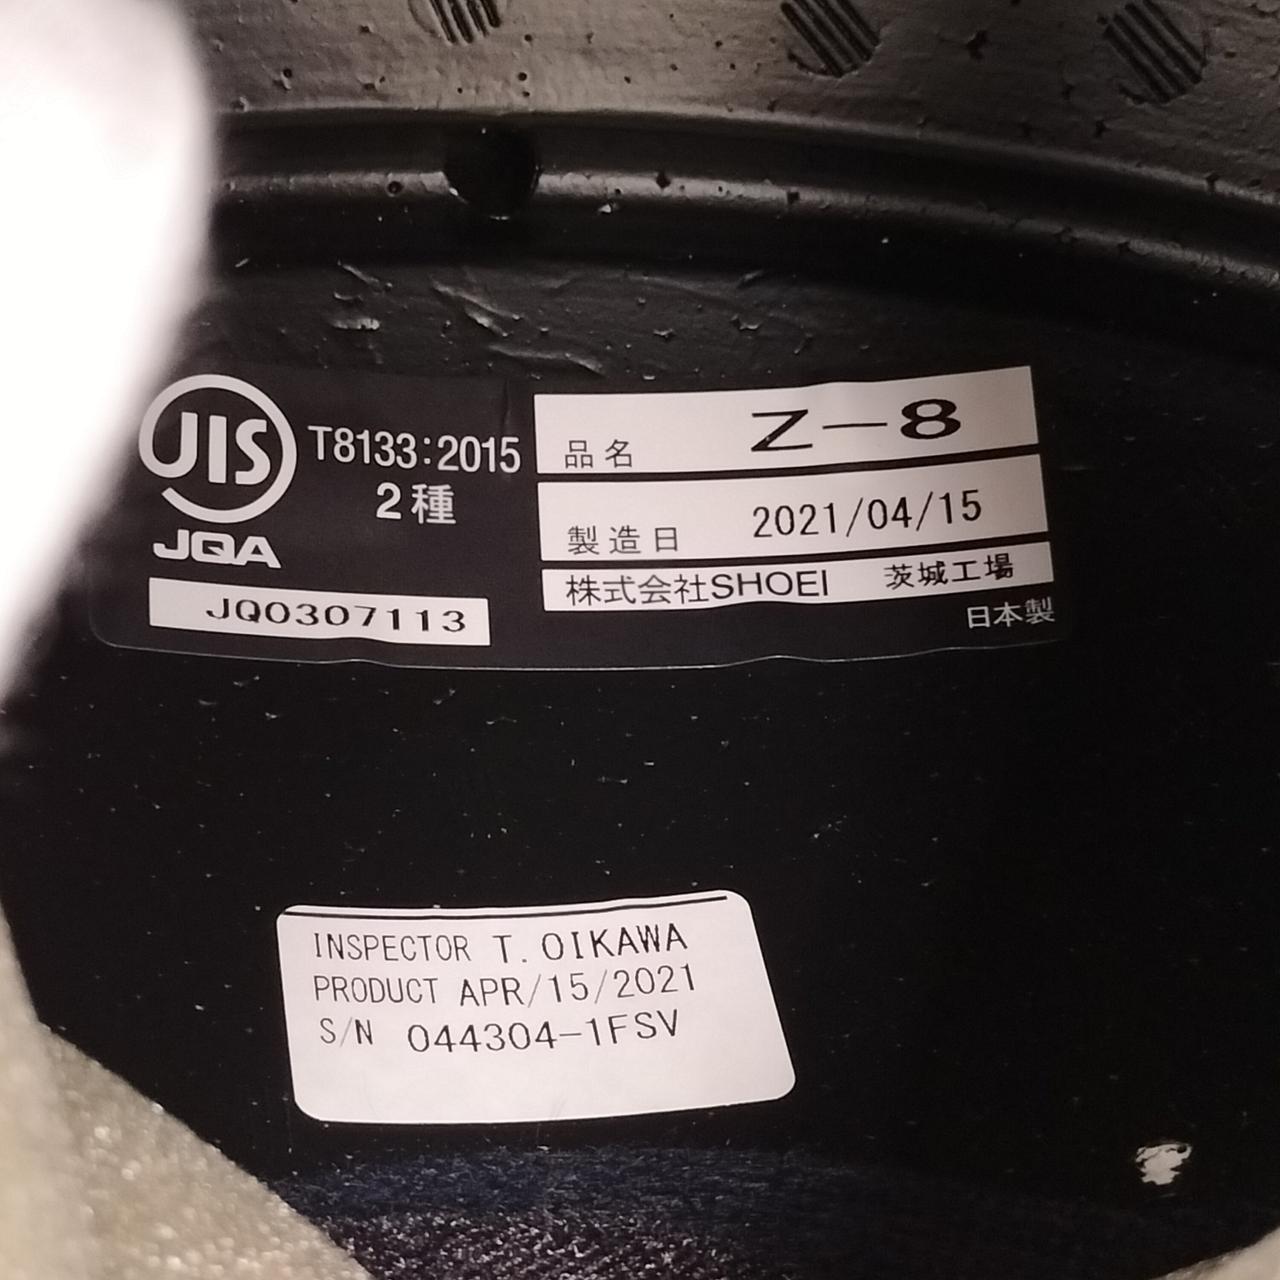 JIS
T8133:2015
2種
JQA
JQ0307113
品名 Z-8
製造日 2021/04/15
株式会社SHOEI 茨城工場
日本製
INSPECTOR T. OIKAWA
PRODUCT APR/15/2021
S/N 044304-1FSV